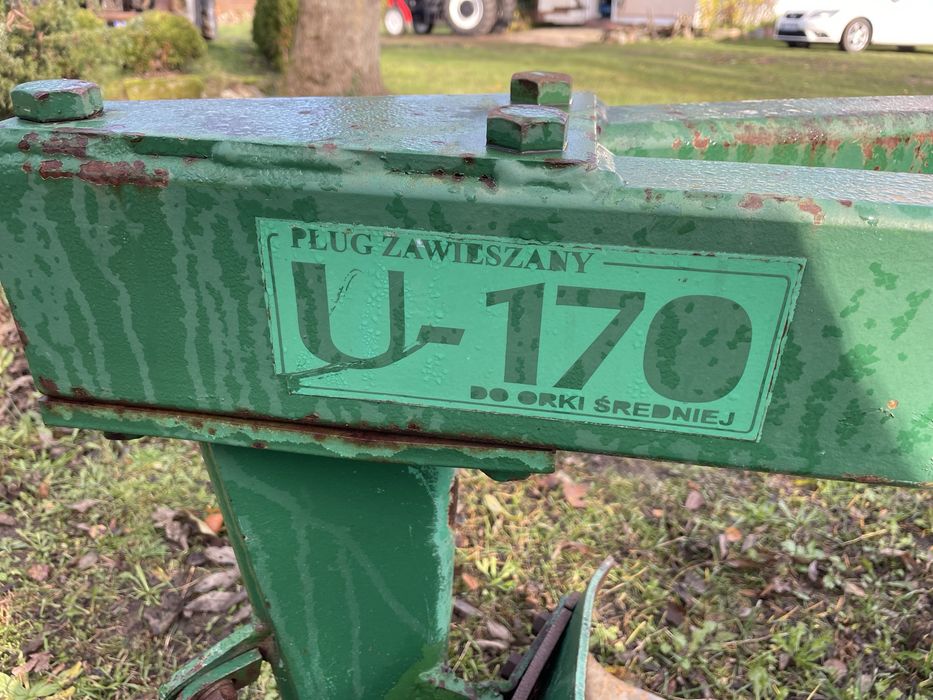 PŁUG ZAWIESZANY
U-170
DO ORKI ŚREDNIEJ